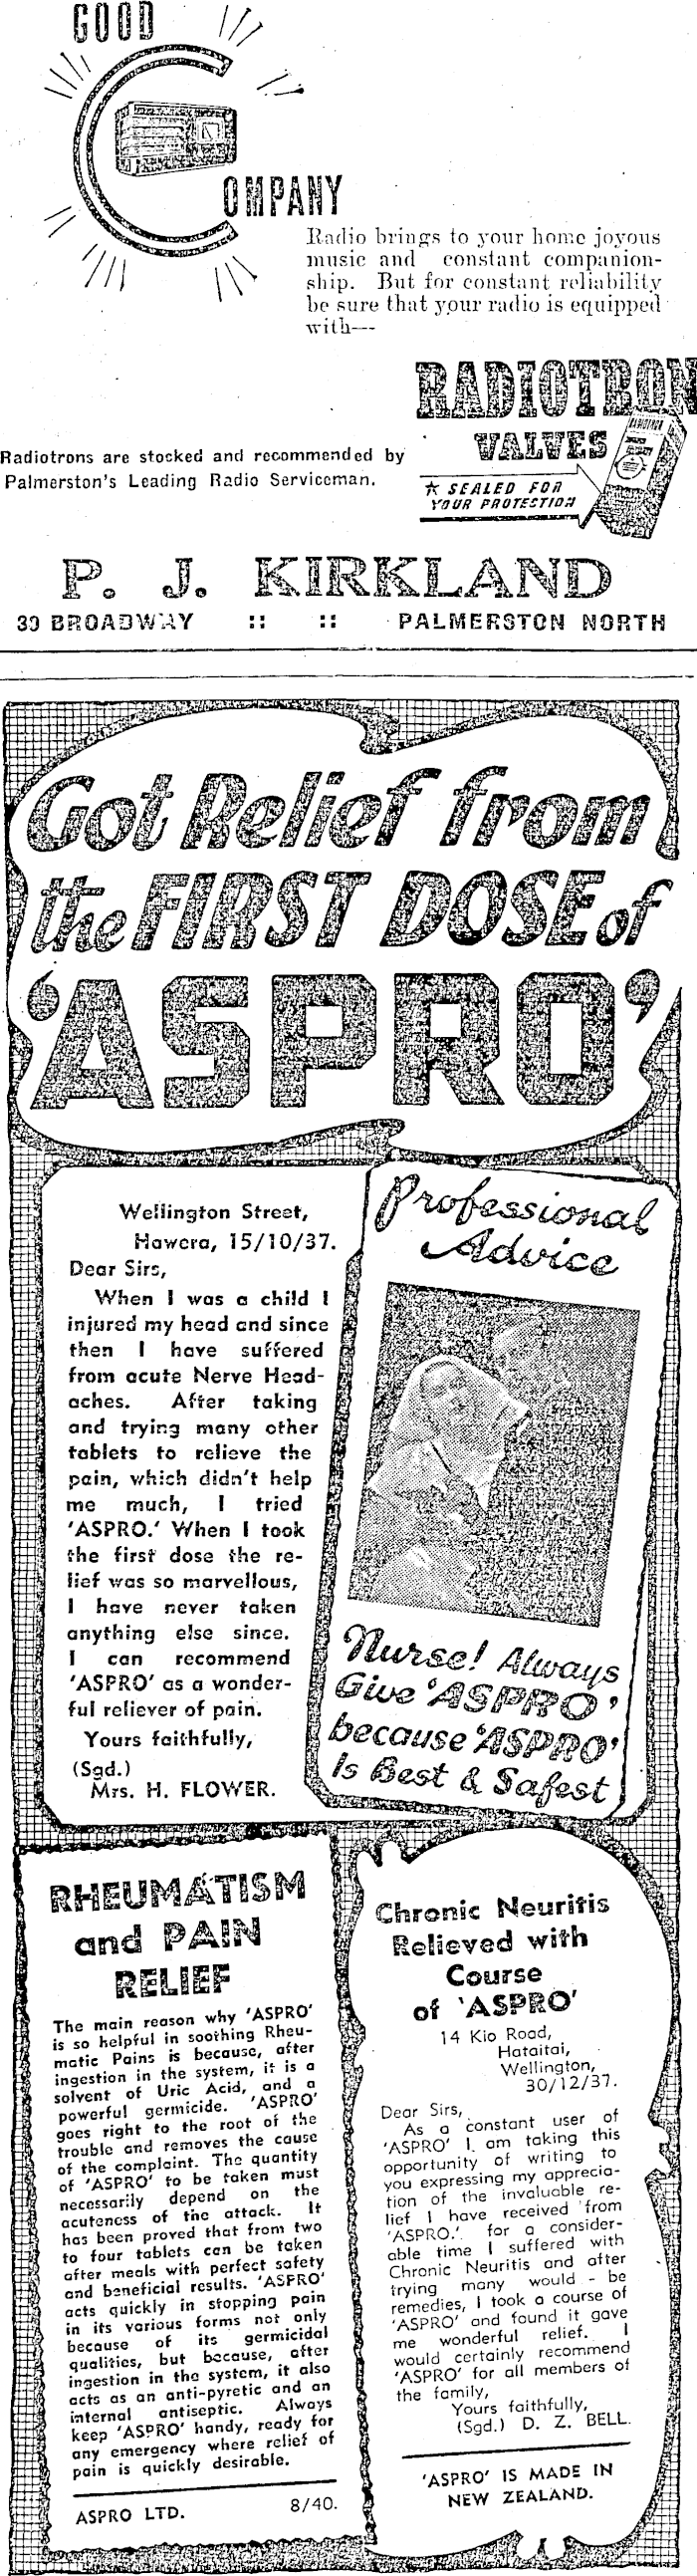 GOOD
COMPANY
Radio brings to your home joyous
music and constant companion-
ship. But for constant reliability
be sure that your radio is equipped
with—
RADIOTRON
VALVES
RADIOTRON
☆ SEALED FOR
YOUR PROTECTION
Radiotrons are stocked and recommended by
Palmerston's Leading Radio Serviceman.
P. J. KIRKLAND
30 BROADWAY :: :: PALMERSTON NORTH
Got Relief from
the FIRST DOSE of
'ASPRO'
Wellington Street,
Hawera, 15/10/37.
Dear Sirs,
When I was a child I
injured my head and since
then I have suffered
from acute Nerve Head-
aches. After taking
and trying many other
tablets to relieve the
pain, which didn't help
me much, I tried
'ASPRO.' When I took
the first dose the re-
lief was so marvellous,
I have never taken
anything else since.
I can recommend
'ASPRO' as a wonder-
ful reliever of pain.
Yours faithfully,
(Sgd.)
Mrs. H. FLOWER.
Professional
Advice
Nurse! Always
Give 'ASPRO'
because 'ASPRO'
Is Best & Safest
RHEUMATISM
and PAIN
RELIEF
The main reason why 'ASPRO'
is so helpful in soothing Rheu-
matic Pains is because, after
ingestion in the system, it is a
solvent of Uric Acid, and a
powerful germicide. 'ASPRO'
goes right to the root of the
trouble and removes the cause
of the complaint. The quantity
of 'ASPRO' to be taken must
necessarily depend on the
acuteness of the attack. It
has been proved that from two
to four tablets can be taken
after meals with perfect safety
and beneficial results. 'ASPRO'
acts quickly in stopping pain
in its various forms not only
because of its germicidal
qualities, but because, after
ingestion in the system, it also
acts as an anti-pyretic and an
internal antiseptic. Always
keep 'ASPRO' handy, ready for
any emergency where relief of
pain is quickly desirable.
ASPRO LTD. 8/40.
Chronic Neuritis
Relieved with
Course
of 'ASPRO'
14 Kio Road,
Hataitai,
Wellington,
30/12/37.
Dear Sirs,
As a constant user of
'ASPRO' I am taking this
opportunity of writing to
you expressing my apprecia-
tion of the invaluable re-
lief I have received from
'ASPRO.' for a consider-
able time I suffered with
Chronic Neuritis and after
trying many would - be
remedies, I took a course of
'ASPRO' and found it gave
me wonderful relief. I
would certainly recommend
'ASPRO' for all members of
the family,
Yours faithfully,
(Sgd.) D. Z. BELL.
'ASPRO' IS MADE IN
NEW ZEALAND.